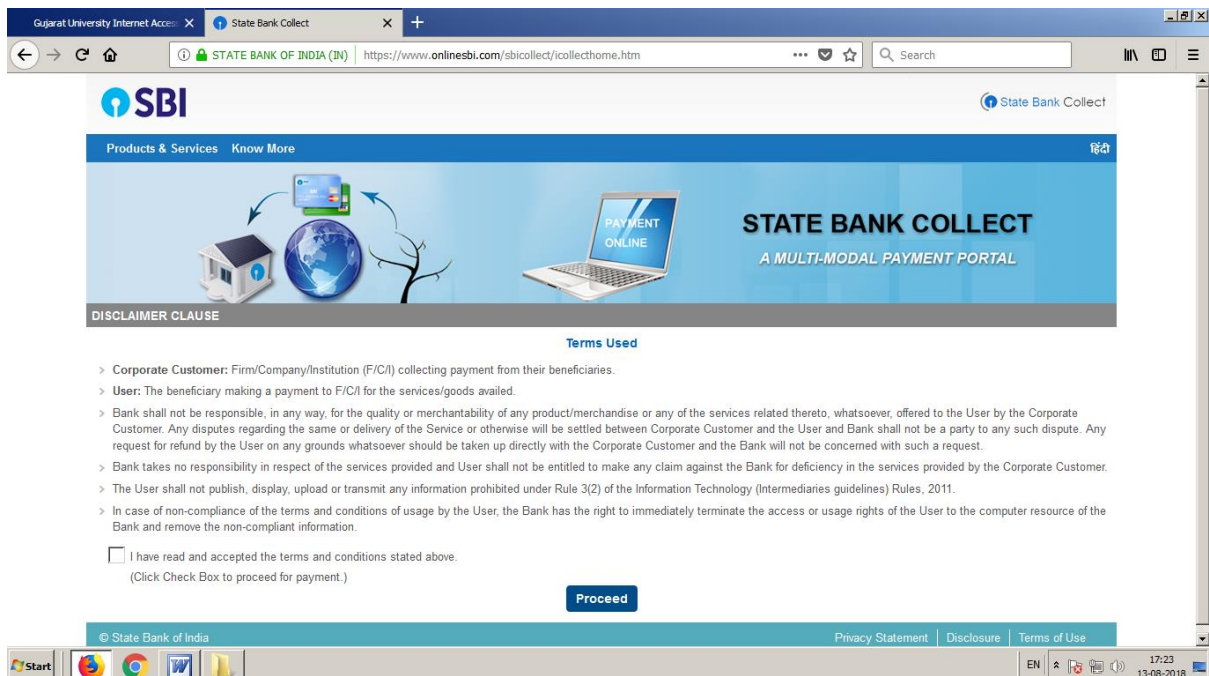 Gujarat University Internet Acces
State Bank Collect
STATE BANK OF INDIA (IN) https://www.onlinesbi.com/sbicollect/icollecthome.htm
Search
SBI
State Bank Collect
Products & Services Know More
हिंदी
PAYMENT
ONLINE
STATE BANK COLLECT
A MULTI-MODAL PAYMENT PORTAL
DISCLAIMER CLAUSE
Terms Used
Corporate Customer: Firm/Company/Institution (F/C/I) collecting payment from their beneficiaries.
User: The beneficiary making a payment to F/C/I for the services/goods availed.
Bank shall not be responsible, in any way, for the quality or merchantability of any product/merchandise or any of the services related thereto, whatsoever, offered to the User by the Corporate
Customer. Any disputes regarding the same or delivery of the Service or otherwise will be settled between Corporate Customer and the User and Bank shall not be a party to any such dispute. Any
request for refund by the User on any grounds whatsoever should be taken up directly with the Corporate Customer and the Bank will not be concerned with such a request.
Bank takes no responsibility in respect of the services provided and User shall not be entitled to make any claim against the Bank for deficiency in the services provided by the Corporate Customer.
The User shall not publish, display, upload or transmit any information prohibited under Rule 3(2) of the Information Technology (Intermediaries guidelines) Rules, 2011.
In case of non-compliance of the terms and conditions of usage by the User, the Bank has the right to immediately terminate the access or usage rights of the User to the computer resource of the
Bank and remove the non-compliant information.
I have read and accepted the terms and conditions stated above.
(Click Check Box to proceed for payment.)
Proceed
© State Bank of India
Privacy Statement | Disclosure | Terms of Use
Start
EN
17:23
13-08-2018